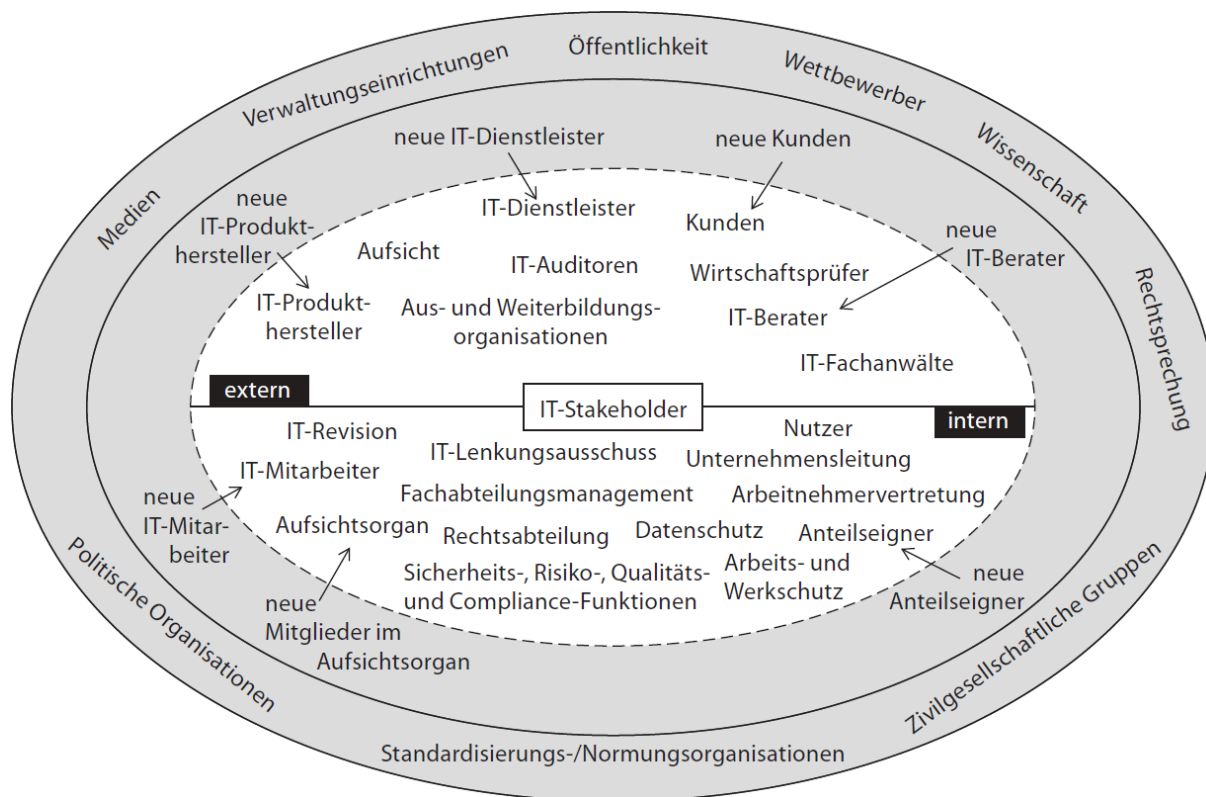 Öffentlichkeit
Verwaltungseinrichtungen
Wettbewerber
Wissenschaft
Medien
Rechtsprechung
neue IT-Dienstleister
neue Kunden
neue
IT-Produkt-
hersteller
neue
IT-Berater
IT-Dienstleister
Kunden
Aufsicht
IT-Auditoren
Wirtschaftsprüfer
IT-Produkt-
hersteller
Aus- und Weiterbildungs-
organisationen
IT-Berater
IT-Fachanwälte
extern
IT-Stakeholder
intern
IT-Revision
IT-Lenkungsausschuss
Nutzer
Unternehmensleitung
IT-Mitarbeiter
Fachabteilungsmanagement
Arbeitnehmervertretung
neue
IT-Mitar-
beiter
Aufsichtsorgan
Rechtsabteilung
Datenschutz
Anteilseigner
Sicherheits-, Risiko-, Qualitäts-
und Compliance-Funktionen
Arbeits- und
Werkschutz
neue
Anteilseigner
neue
Mitglieder im
Aufsichtsorgan
Politische Organisationen
Zivilgesellschaftliche Gruppen
Standardisierungs-/Normungsorganisationen